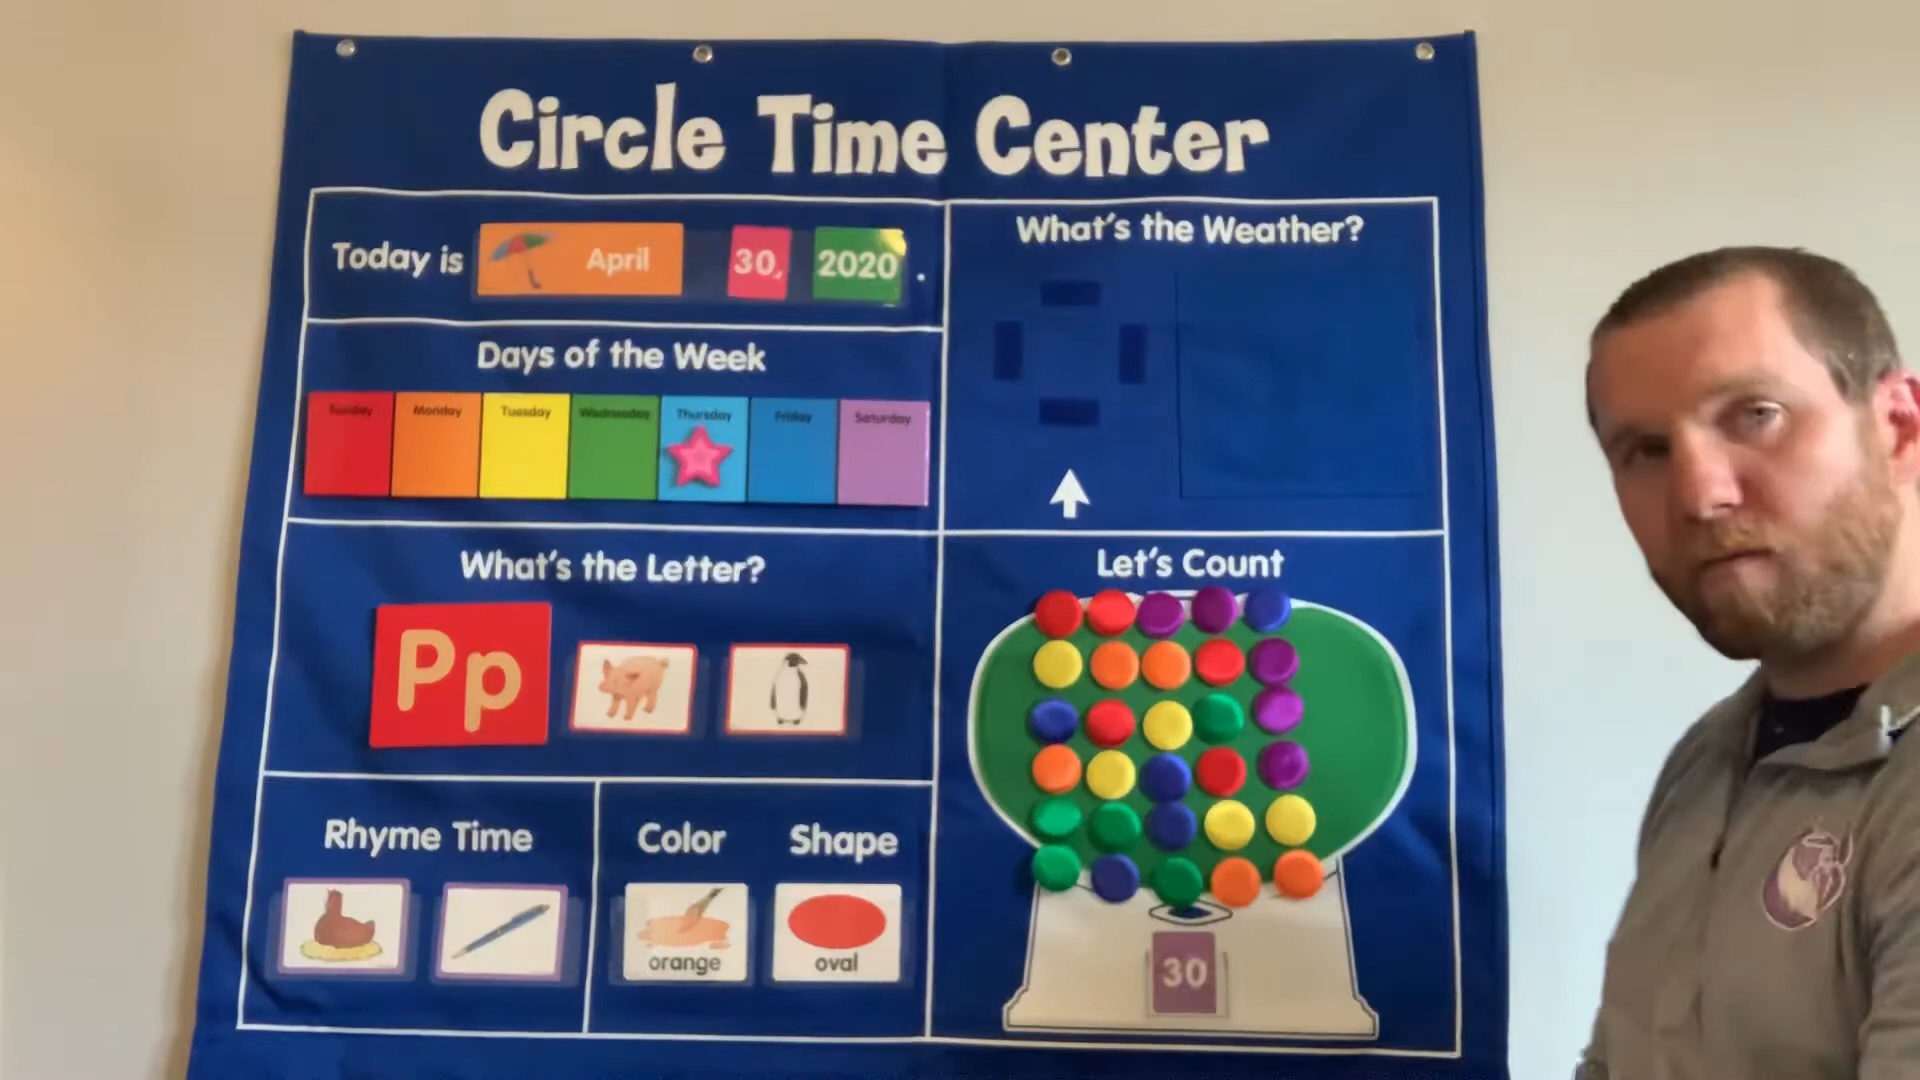 Circle Time Center
Today is April 30, 2020.
What's the Weather?
Days of the Week
Sunday Monday Tuesday Wednesday Thursday Friday Saturday
What's the Letter?
Pp
Let's Count
30
Rhyme Time
Color Shape
orange oval